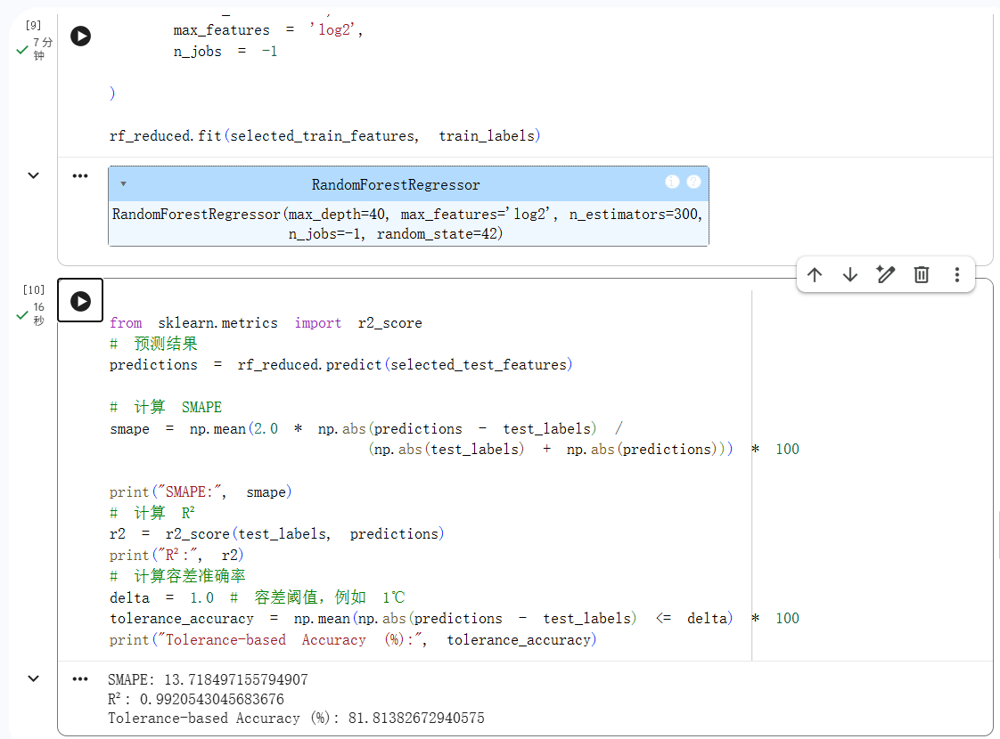 [9]
7 分
钟
max_features = 'log2',
n_jobs = -1
)
rf_reduced.fit(selected_train_features, train_labels)
RandomForestRegressor
RandomForestRegressor(max_depth=40, max_features='log2', n_estimators=300,
n_jobs=-1, random_state=42)
[10]
16
秒
from sklearn.metrics import r2_score
# 预测结果
predictions = rf_reduced.predict(selected_test_features)
# 计算 SMAPE
smape = np.mean(2.0 * np.abs(predictions - test_labels) /
(np.abs(test_labels) + np.abs(predictions))) * 100
print("SMAPE:", smape)
# 计算 R²
r2 = r2_score(test_labels, predictions)
print("R²:", r2)
# 计算容差准确率
delta = 1.0 # 容差阈值，例如 1℃
tolerance_accuracy = np.mean(np.abs(predictions - test_labels) <= delta) * 100
print("Tolerance-based Accuracy (%):", tolerance_accuracy)
SMAPE: 13.718497155794907
R²: 0.9920543045683676
Tolerance-based Accuracy (%): 81.81382672940575